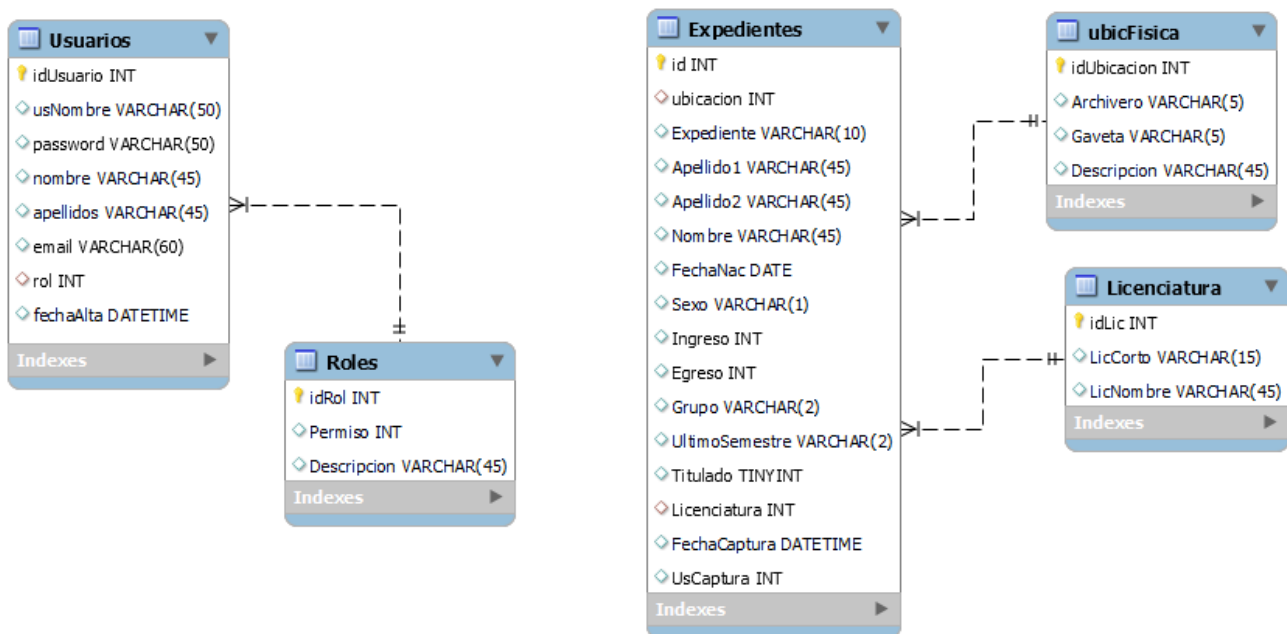 Usuarios
idUsuario INT
usNombre VARCHAR(50)
password VARCHAR(50)
nombre VARCHAR(45)
apellidos VARCHAR(45)
email VARCHAR(60)
rol INT
fechaAlta DATETIME
Indexes
Roles
idRol INT
Permiso INT
Descripcion VARCHAR(45)
Indexes
Expedientes
id INT
ubicacion INT
Expediente VARCHAR(10)
Apellido1 VARCHAR(45)
Apellido2 VARCHAR(45)
Nombre VARCHAR(45)
FechaNac DATE
Sexo VARCHAR(1)
Ingreso INT
Egreso INT
Grupo VARCHAR(2)
UltimoSemestre VARCHAR(2)
Titulado TINYINT
Licenciatura INT
FechaCaptura DATETIME
UsCaptura INT
Indexes
ubicFisica
idUbicacion INT
Archivero VARCHAR(5)
Gaveta VARCHAR(5)
Descripcion VARCHAR(45)
Indexes
Licenciatura
idLic INT
LicCorto VARCHAR(15)
LicNombre VARCHAR(45)
Indexes